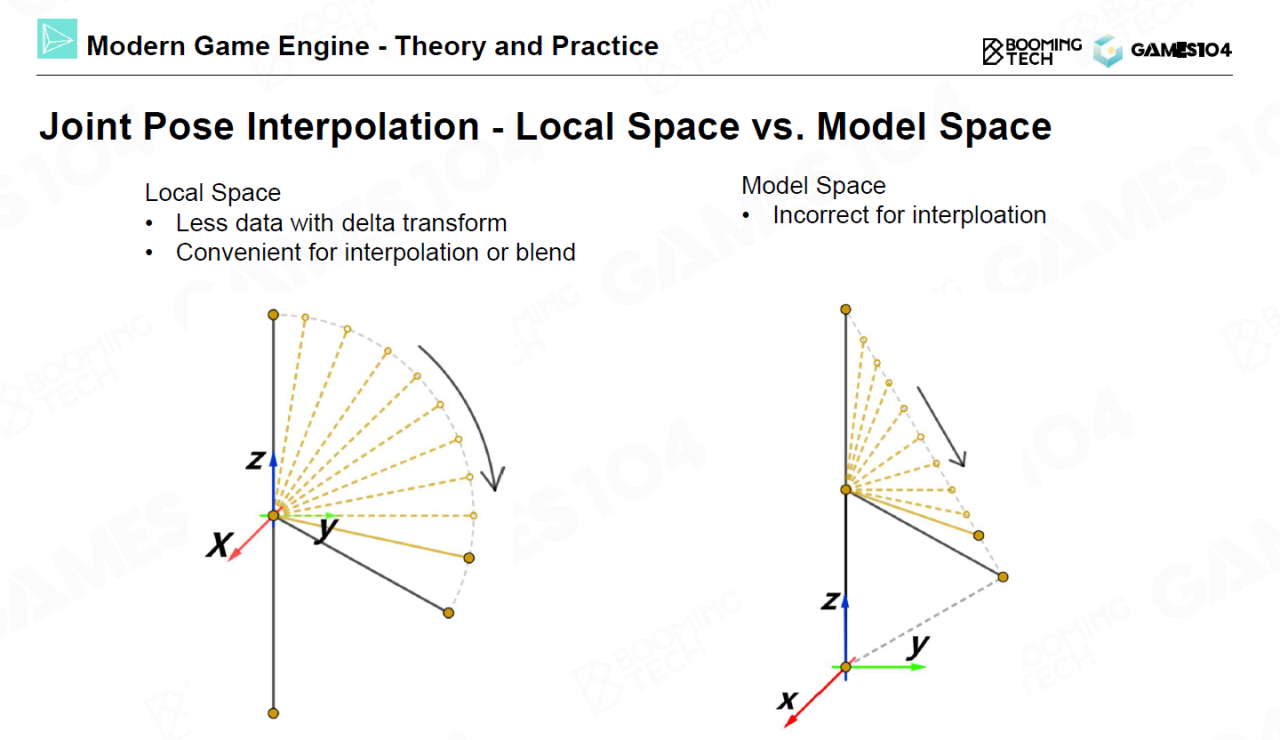 Modern Game Engine - Theory and Practice
BOOMING
TECH
GAMES104
Joint Pose Interpolation - Local Space vs. Model Space
Local Space
• Less data with delta transform
• Convenient for interpolation or blend
Model Space
• Incorrect for interploation
z
y
X
z
y
x